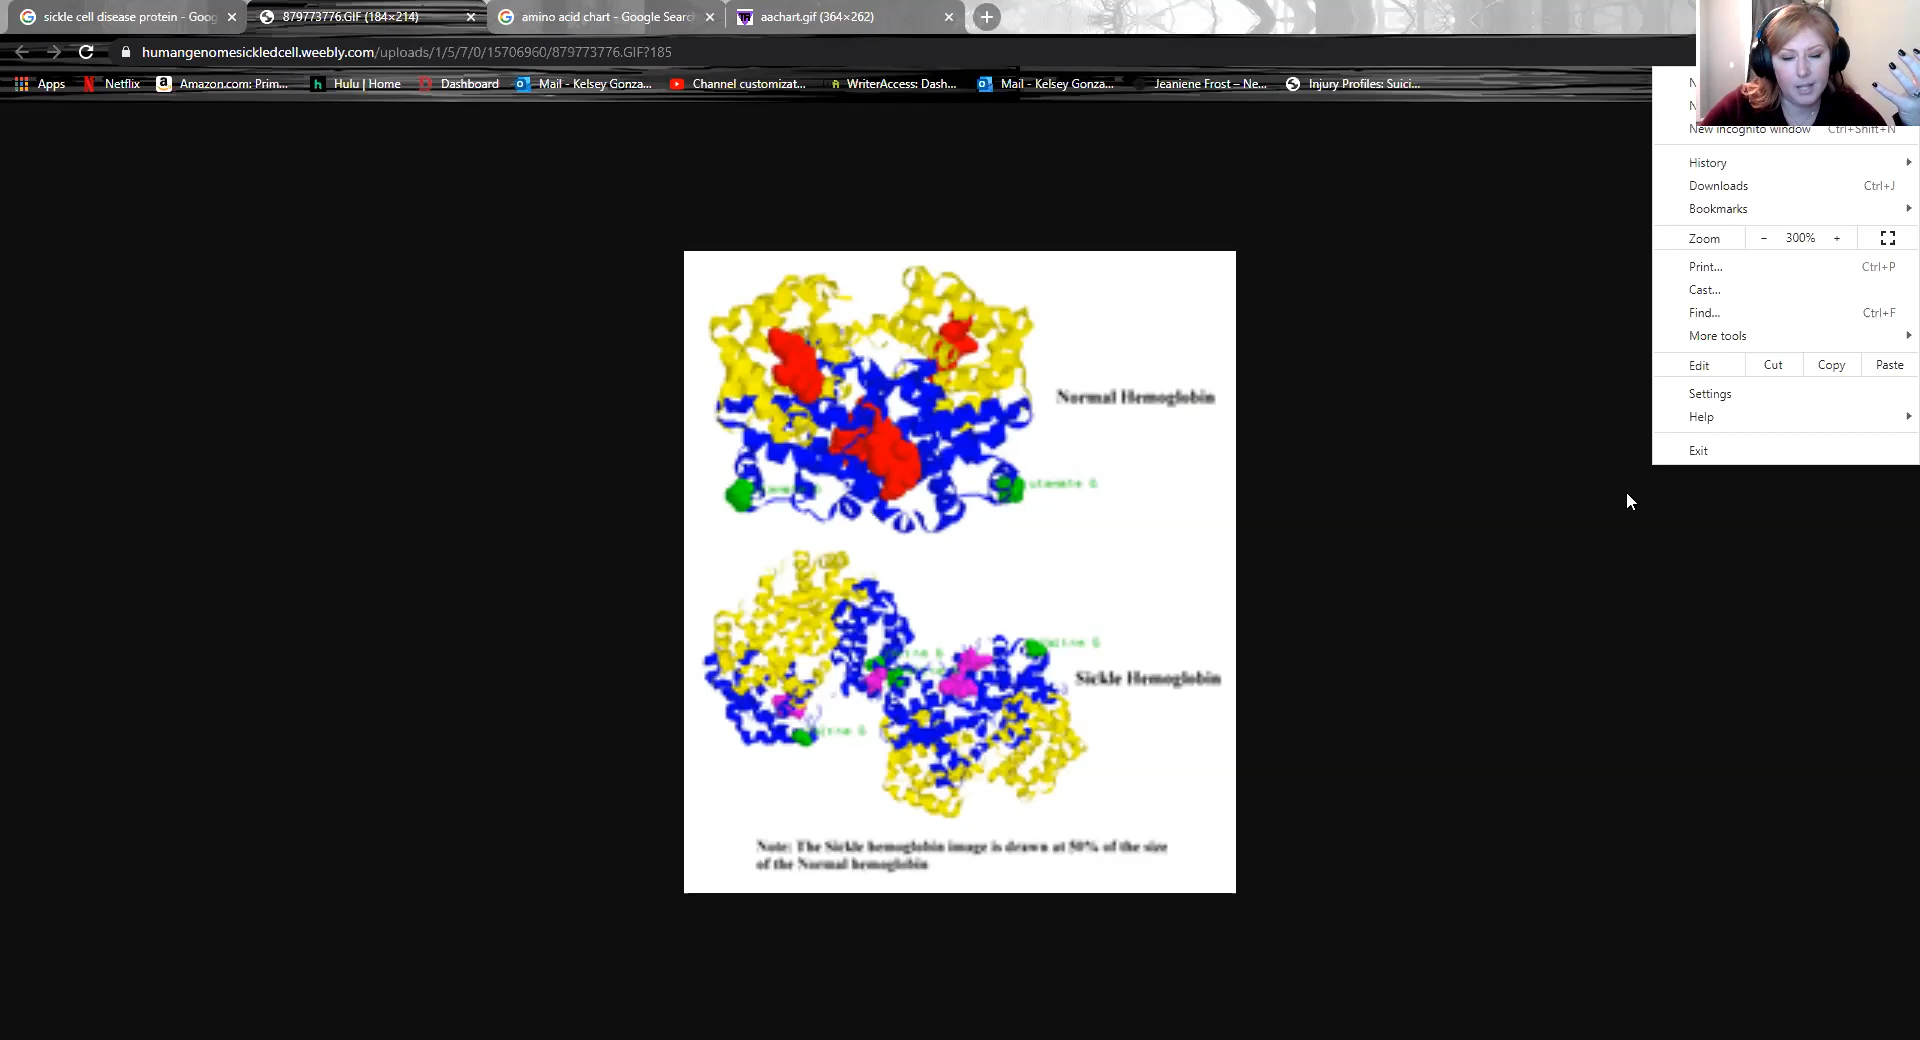 sickle cell disease protein - Goog
879773776.GIF (184×214)
amino acid chart - Google Search
aachart.gif (364×262)
humangenomesickledcell.weebly.com/uploads/1/5/7/0/15706960/879773776.GIF?185
Apps
Netflix
Amazon.com: Prim...
h Hulu | Home
Dashboard
Mail - Kelsey Gonza...
Channel customizat...
WriterAccess: Dash...
Mail - Kelsey Gonza...
Jeaniene Frost – Ne...
Injury Profiles: Suici...
New incognito window Ctrl+Shift+N
History
Downloads Ctrl+J
Bookmarks
Zoom - 300% +
Print... Ctrl+P
Cast...
Find... Ctrl+F
More tools
Edit Cut Copy Paste
Settings
Help
Exit
Normal Hemoglobin
utamate 6
Sickle Hemoglobin
Note: The Sickle hemoglobin image is drawn at 50% of the size
of the Normal hemoglobin